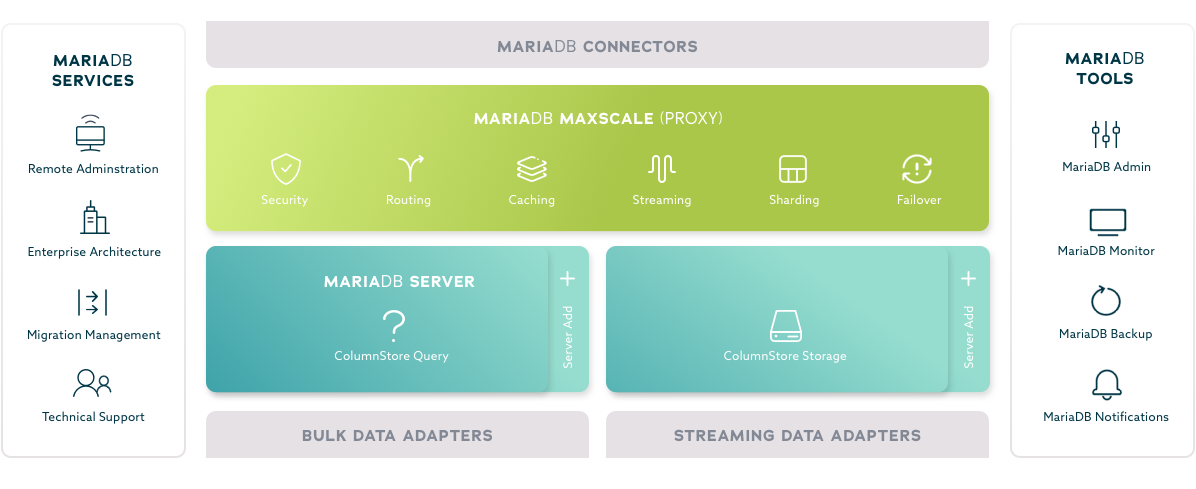 MARIADB
SERVICES
Remote Adminstration
Enterprise Architecture
Migration Management
Technical Support
MARIADB CONNECTORS
MARIADB MAXSCALE (PROXY)
Security
Routing
Caching
Streaming
Sharding
Failover
MARIADB SERVER
ColumnStore Query
Server Add
ColumnStore Storage
Server Add
BULK DATA ADAPTERS
STREAMING DATA ADAPTERS
MARIADB
TOOLS
MariaDB Admin
MariaDB Monitor
MariaDB Backup
MariaDB Notifications